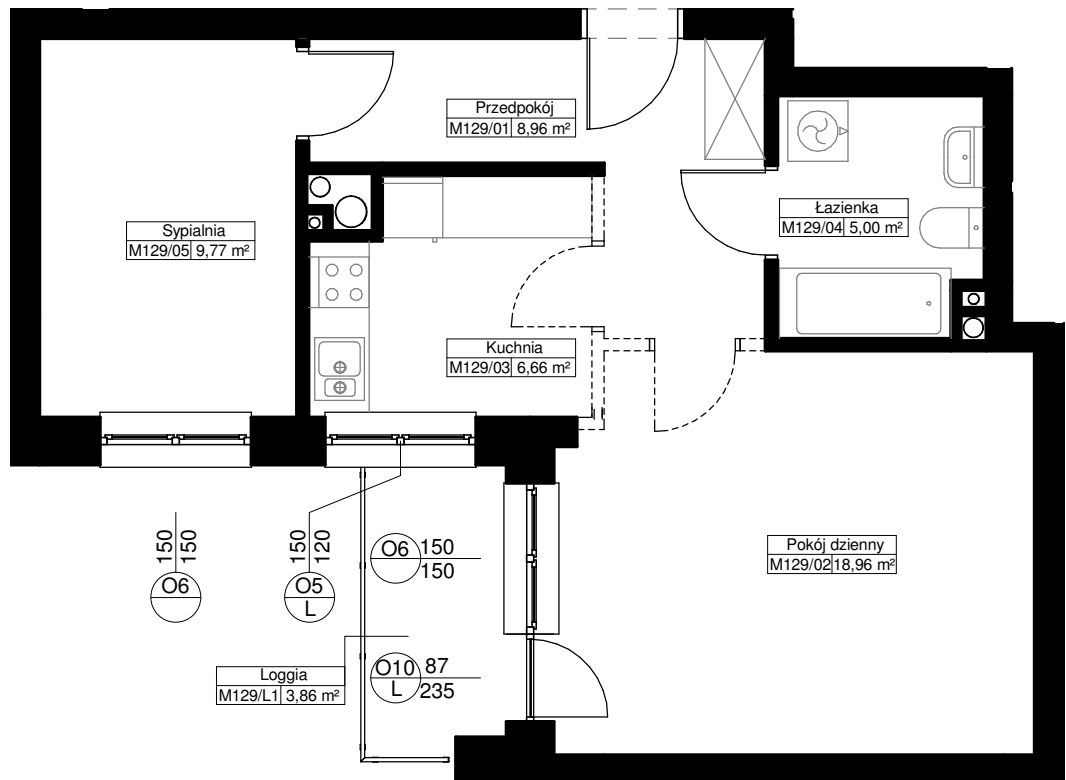 Przedpokój
M129/01 8,96 m²
Sypialnia
M129/05 9,77 m²
Łazienka
M129/04 5,00 m²
Kuchnia
M129/03 6,66 m²
Pokój dzienny
M129/02 18,96 m²
150
150
O6
150
120
O5
L
O6 150
150
O10 87
L 235
Loggia
M129/L1 3,86 m²